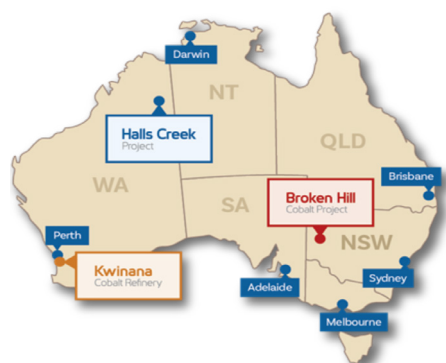 Darwin
NT
Halls Creek
Project
QLD
WA
Brisbane
Broken Hill
Cobalt Project
SA
Perth
NSW
Kwinana
Cobalt Refinery
Adelaide
Sydney
Melbourne